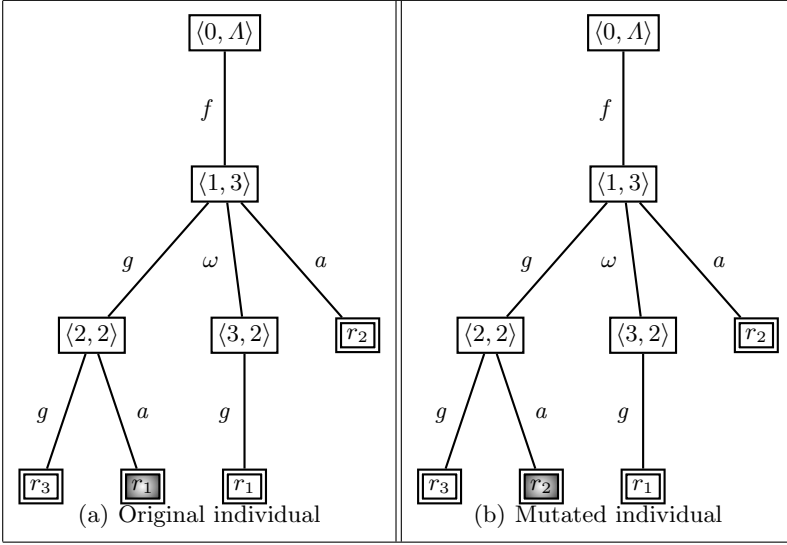 ⟨0, Λ⟩ ⟨0, Λ⟩
f f
⟨1, 3⟩ ⟨1, 3⟩
g ω a g ω a
⟨2, 2⟩ ⟨3, 2⟩ r₂ ⟨2, 2⟩ ⟨3, 2⟩ r₂
g a g g a g
r₃ r₁ r₁ r₃ r₂ r₁
(a) Original individual (b) Mutated individual